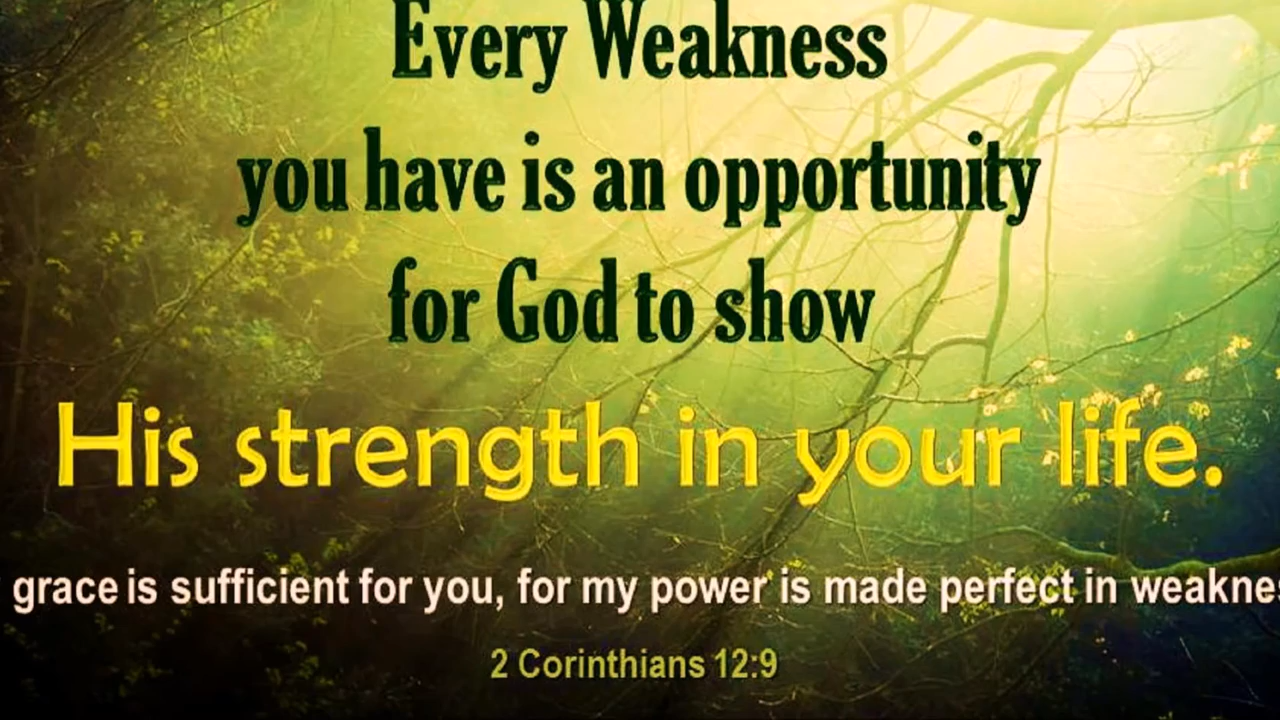 Every Weakness
you have is an opportunity
for God to show
His strength in your life.
grace is sufficient for you, for my power is made perfect in weaknes
2 Corinthians 12:9